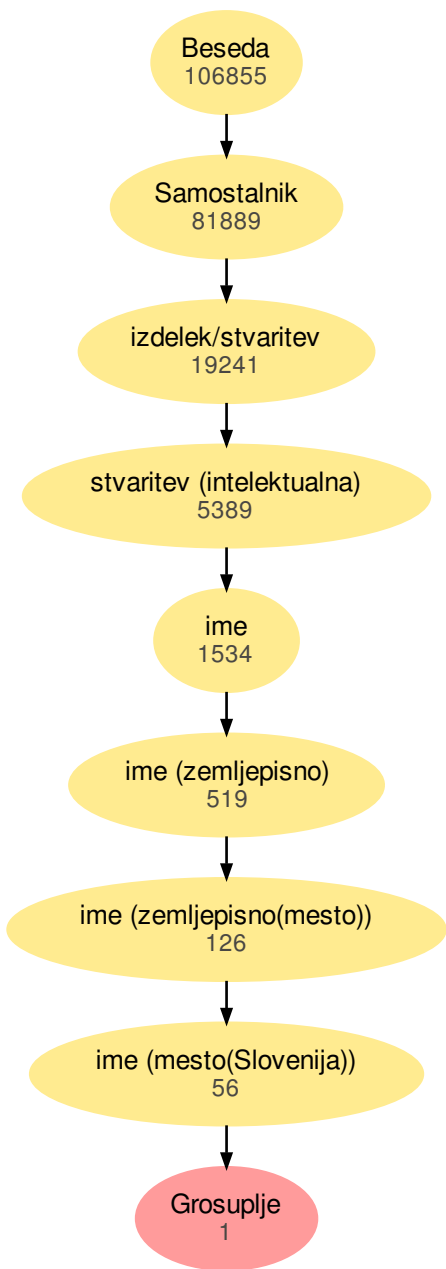 Beseda
106855
Samostalnik
81889
izdelek/stvaritev
19241
stvaritev (intelektualna)
5389
ime
1534
ime (zemljepisno)
519
ime (zemljepisno(mesto))
126
ime (mesto(Slovenija))
56
Grosuplje
1